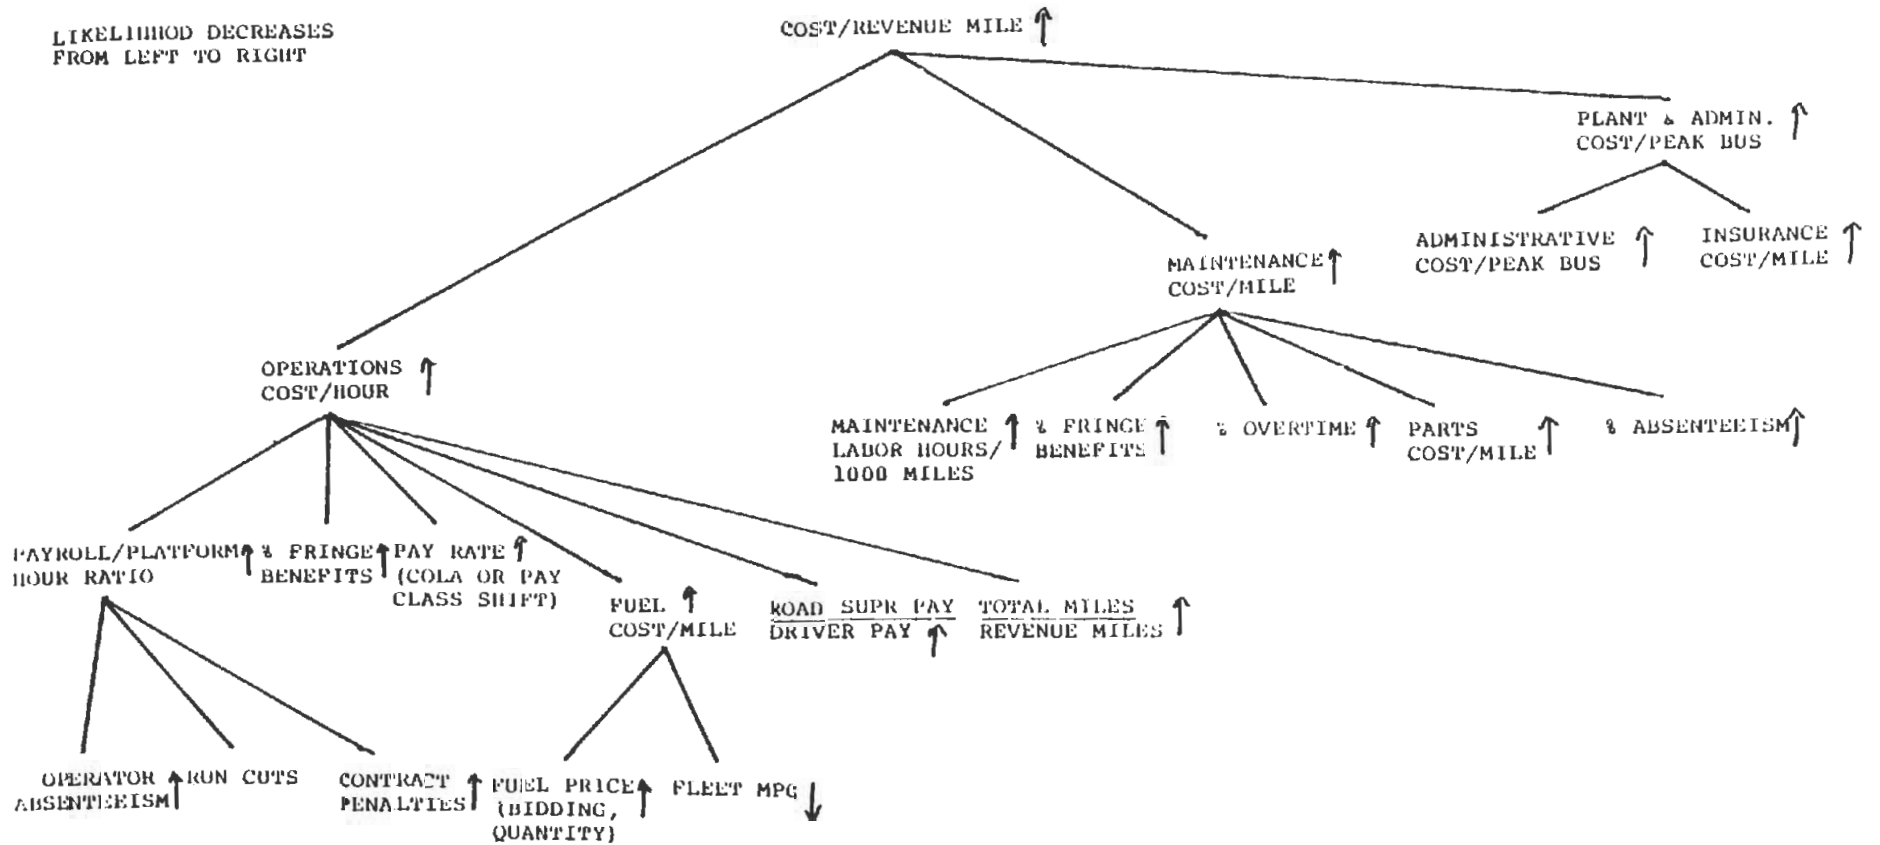 LIKELIHHOD DECREASES
FROM LEFT TO RIGHT
COST/REVENUE MILE ↑
PLANT & ADMIN. ↑
COST/PEAK BUS
ADMINISTRATIVE ↑
COST/PEAK BUS
INSURANCE ↑
COST/MILE
MAINTENANCE ↑
COST/MILE
OPERATIONS ↑
COST/HOUR
MAINTENANCE ↑
LABOR HOURS/
1000 MILES
% FRINGE ↑
BENEFITS
% OVERTIME ↑
PARTS ↑
COST/MILE
% ABSENTEEISM ↑
PAYROLL/PLATFORM ↑
HOUR RATIO
% FRINGE ↑
BENEFITS
PAY RATE ↑
(COLA OR PAY
CLASS SHIFT)
FUEL ↑
COST/MILE
ROAD SUPR PAY
DRIVER PAY ↑
TOTAL MILES ↑
REVENUE MILES
OPERATOR ↑
ABSENTEEISM
RUN CUTS
CONTRACT ↑
PENALTIES
FUEL PRICE ↑
(BIDDING,
QUANTITY)
FLEET MPG ↓